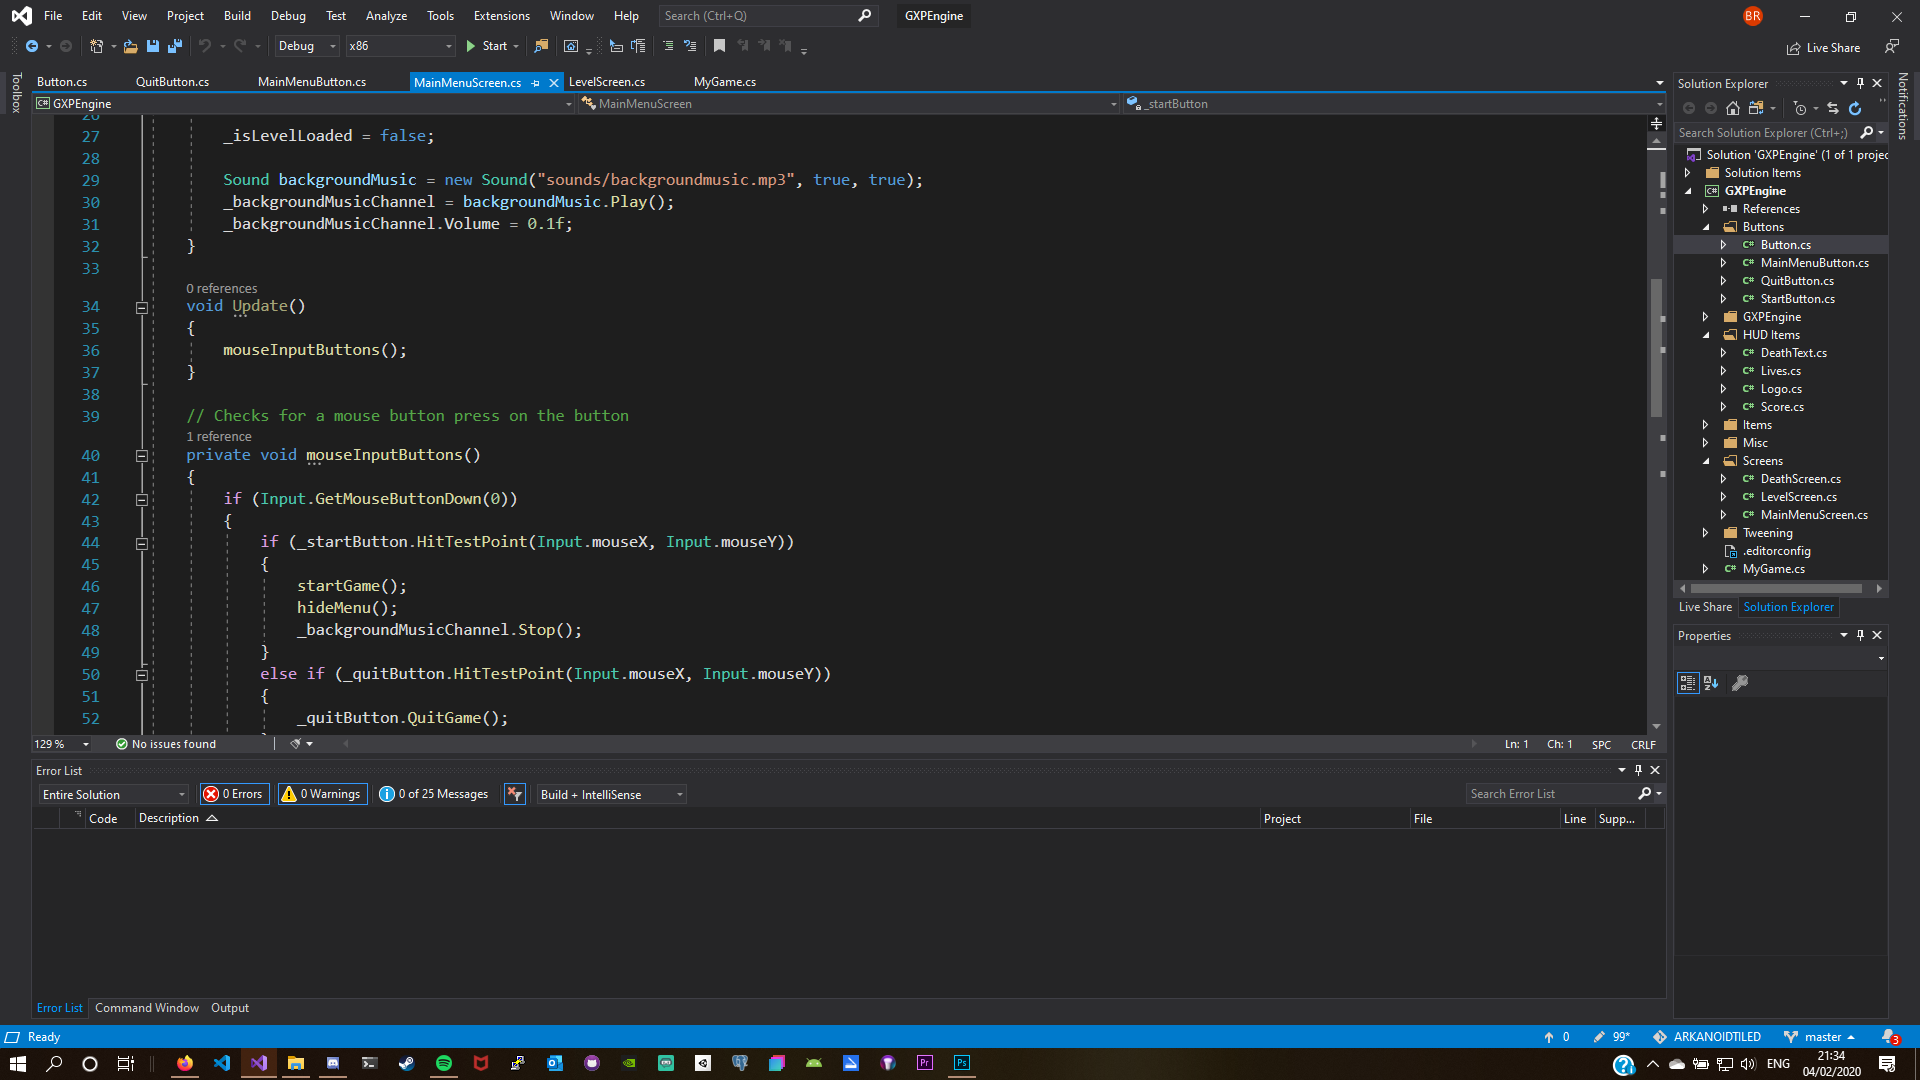 File Edit View Project Build Debug Test Analyze Tools Extensions Window Help Search (Ctrl+Q) GXPEngine BR
Debug x86 Start Live Share
Toolbox
Button.cs QuitButton.cs MainMenuButton.cs MainMenuScreen.cs LevelScreen.cs MyGame.cs
C# GXPEngine MainMenuScreen _startButton
26
27 _isLevelLoaded = false;
28
29 Sound backgroundMusic = new Sound("sounds/backgroundmusic.mp3", true, true);
30 _backgroundMusicChannel = backgroundMusic.Play();
31 _backgroundMusicChannel.Volume = 0.1f;
32 }
33
0 references
34 void Update()
35 {
36 mouseInputButtons();
37 }
38
39 // Checks for a mouse button press on the button
1 reference
40 private void mouseInputButtons()
41 {
42 if (Input.GetMouseButtonDown(0))
43 {
44 if (_startButton.HitTestPoint(Input.mouseX, Input.mouseY))
45 {
46 startGame();
47 hideMenu();
48 _backgroundMusicChannel.Stop();
49 }
50 else if (_quitButton.HitTestPoint(Input.mouseX, Input.mouseY))
51 {
52 _quitButton.QuitGame();
129 % No issues found Ln: 1 Ch: 1 SPC CRLF
Error List
Entire Solution 0 Errors 0 Warnings 0 of 25 Messages Build + IntelliSense Search Error List
Code Description Project File Line Supp...
Error List Command Window Output
Solution Explorer
Search Solution Explorer (Ctrl+;)
Solution 'GXPEngine' (1 of 1 projec
Solution Items
C# GXPEngine
References
Buttons
C# Button.cs
C# MainMenuButton.cs
C# QuitButton.cs
C# StartButton.cs
GXPEngine
HUD Items
C# DeathText.cs
C# Lives.cs
C# Logo.cs
C# Score.cs
Items
Misc
Screens
C# DeathScreen.cs
C# LevelScreen.cs
C# MainMenuScreen.cs
Tweening
.editorconfig
C# MyGame.cs
Live Share Solution Explorer
Properties
Notifications
Ready 0 99* ARKANOIDTILED master 3
Pr Ps ENG 21:34
04/02/2020